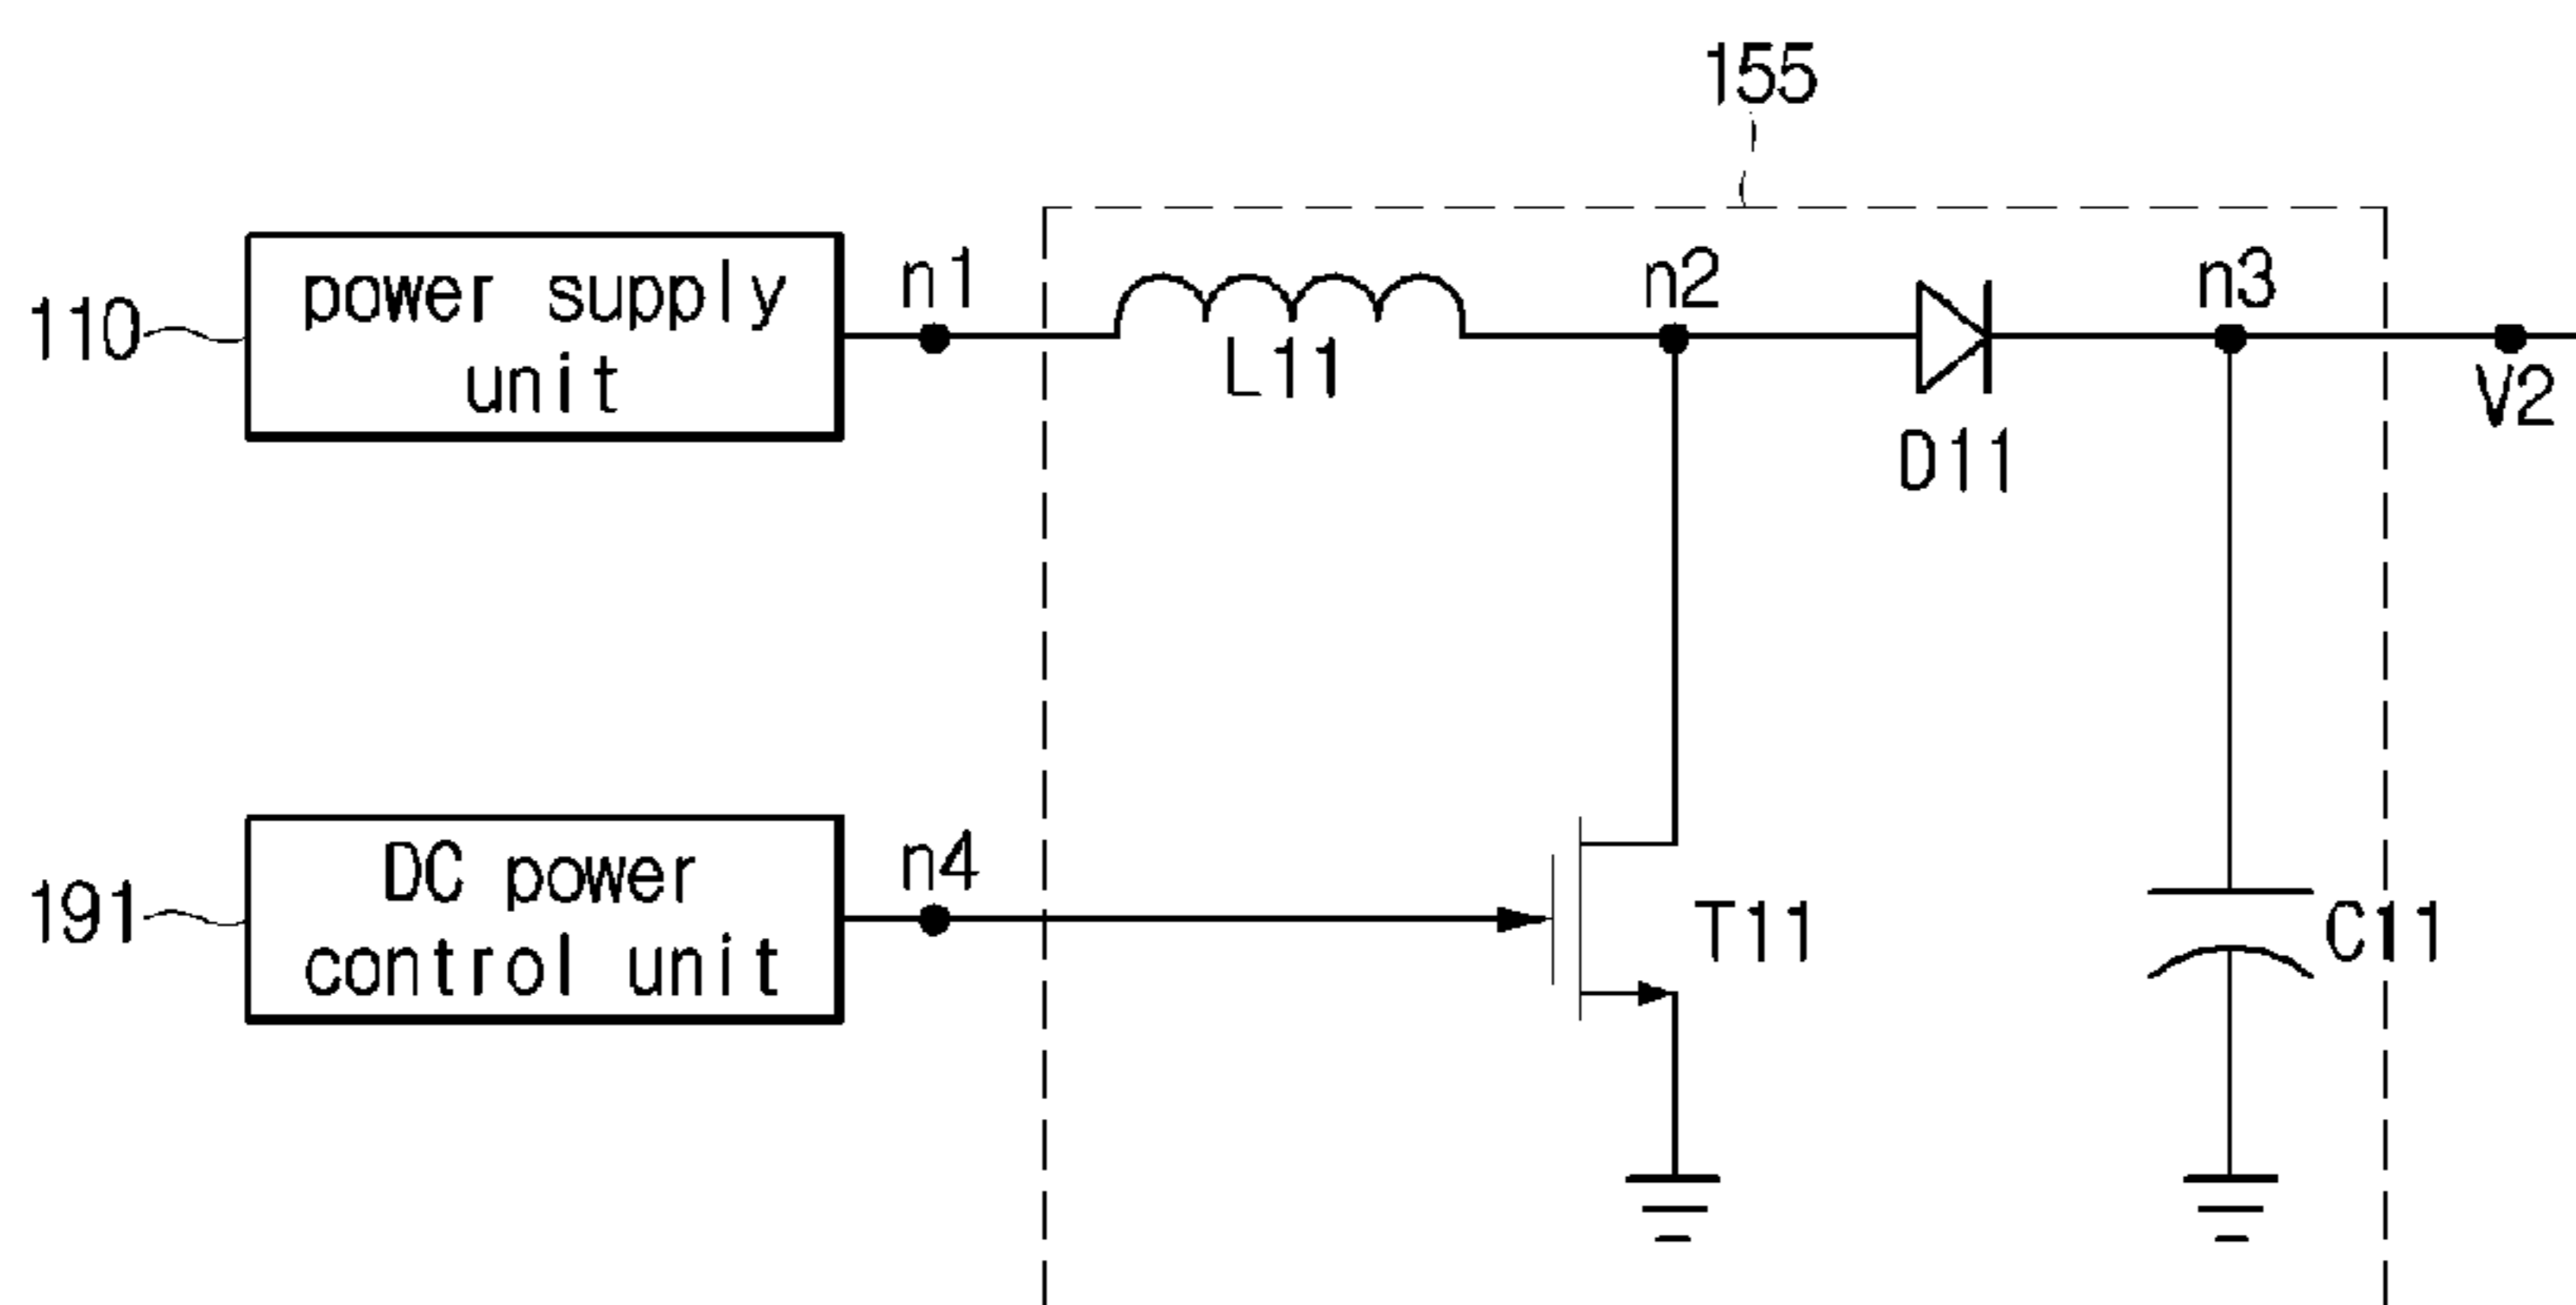 155
110
power supply
unit
n1
L11
n2
D11
n3
V2
191
DC power
control unit
n4
T11
C11